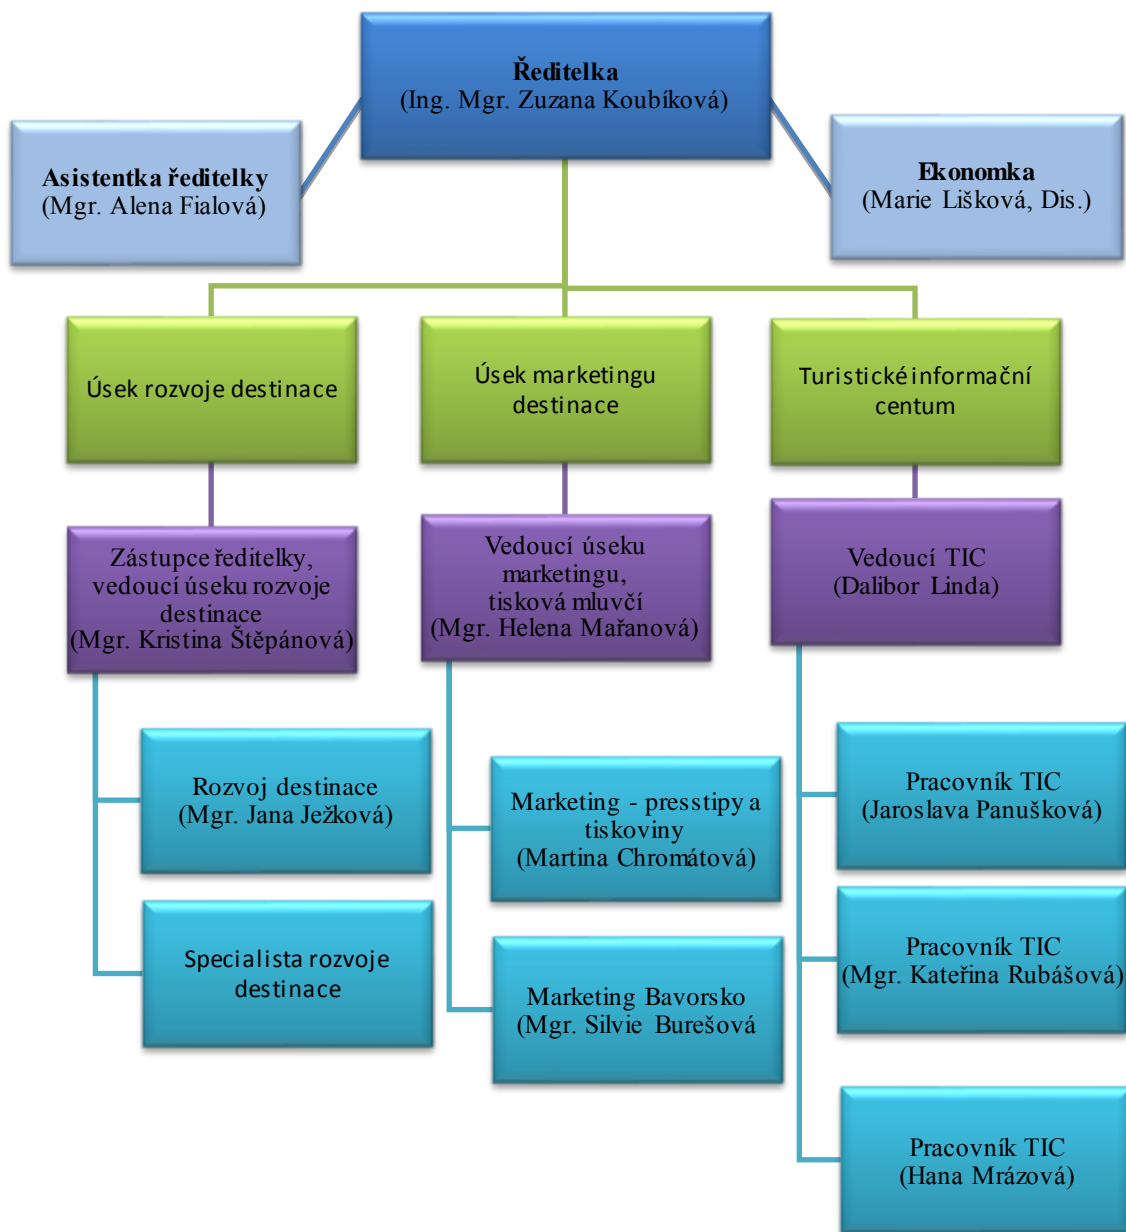 Ředitelka
(Ing. Mgr. Zuzana Koubíková)
Asistentka ředitelky
(Mgr. Alena Fialová)
Ekonomka
(Marie Lišková, Dis.)
Úsek rozvoje destinace
Úsek marketingu
destinace
Turistické informační
centum
Zástupce ředitelky,
vedoucí úseku rozvoje
destinace
(Mgr. Kristina Štěpánová)
Vedoucí úseku
marketingu,
tisková mluvčí
(Mgr. Helena Mařanová)
Vedoucí TIC
(Dalibor Linda)
Rozvoj destinace
(Mgr. Jana Ježková)
Specialista rozvoje
destinace
Marketing - presstipy a
tiskoviny
(Martina Chromátová)
Marketing Bavorsko
(Mgr. Silvie Burešová
Pracovník TIC
(Jaroslava Panušková)
Pracovník TIC
(Mgr. Kateřina Rubášová)
Pracovník TIC
(Hana Mrázová)